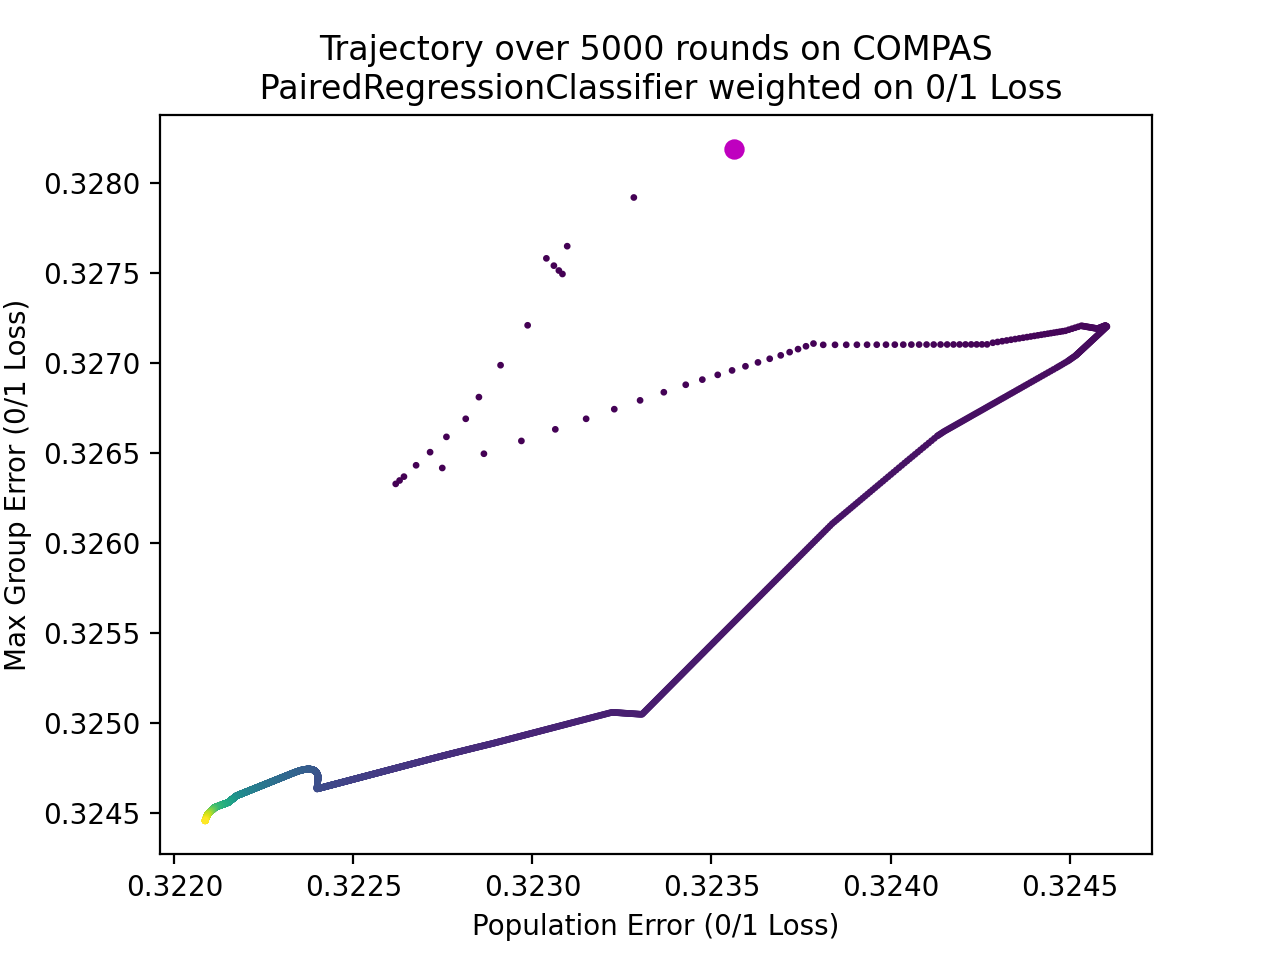 Trajectory over 5000 rounds on COMPAS
PairedRegressionClassifier weighted on 0/1 Loss
Max Group Error (0/1 Loss)
0.3280
0.3275
0.3270
0.3265
0.3260
0.3255
0.3250
0.3245
0.3220 0.3225 0.3230 0.3235 0.3240 0.3245
Population Error (0/1 Loss)